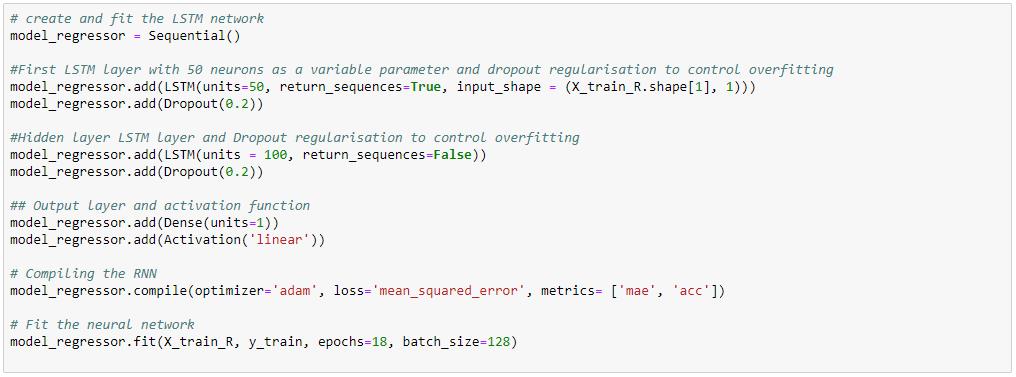 # create and fit the LSTM network
model_regressor = Sequential()
#First LSTM layer with 50 neurons as a variable parameter and dropout regularisation to control overfitting
model_regressor.add(LSTM(units=50, return_sequences=True, input_shape = (X_train_R.shape[1], 1)))
model_regressor.add(Dropout(0.2))
#Hidden layer LSTM layer and Dropout regularisation to control overfitting
model_regressor.add(LSTM(units = 100, return_sequences=False))
model_regressor.add(Dropout(0.2))
## Output layer and activation function
model_regressor.add(Dense(units=1))
model_regressor.add(Activation('linear'))
# Compiling the RNN
model_regressor.compile(optimizer='adam', loss='mean_squared_error', metrics= ['mae', 'acc'])
# Fit the neural network
model_regressor.fit(X_train_R, y_train, epochs=18, batch_size=128)